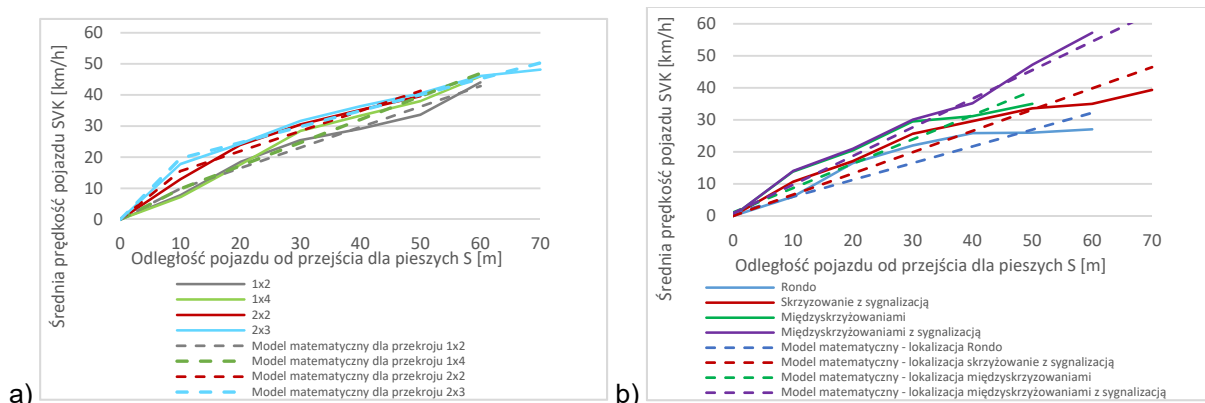 60
50
40
30
20
10
0
0 10 20 30 40 50 60 70
Średnia prędkość pojazdu SVK [km/h]
Odległość pojazdu od przejścia dla pieszych S [m]
1x2
1x4
2x2
2x3
Model matematyczny dla przekroju 1x2
Model matematyczny dla przekroju 1x4
Model matematyczny dla przekroju 2x2
Model matematyczny dla przekroju 2x3
a)
60
50
40
30
20
10
0
0 10 20 30 40 50 60 70
Średnia prędkość pojazdu SVK [km/h]
Odległość pojazdu od przejścia dla pieszych S [m]
Rondo
Skrzyzowanie z sygnalizacją
Międzyskrzyżowaniami
Międzyskrzyżowaniami z sygnalizacją
Model matematyczny - lokalizacja Rondo
Model matematyczny - lokalizacja skrzyżowanie z sygnalizacją
Model matematyczny - lokalizacja międzyskrzyzowaniami
Model matematyczny - lokalizacja międzyskrzyżowaniami z sygnalizacją
b)